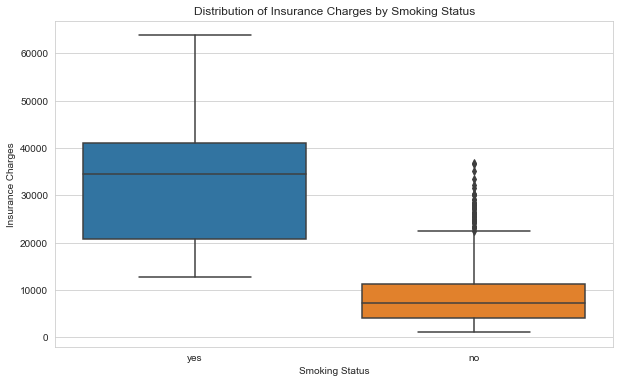 Distribution of Insurance Charges by Smoking Status
60000
50000
40000
30000
20000
10000
0
Insurance Charges
yes no
Smoking Status